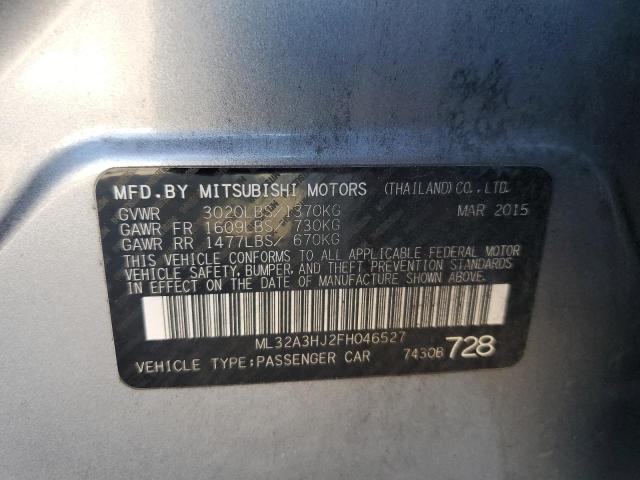 MFD.BY MITSUBISHI MOTORS (THAILAND)CO.,LTD.
GVWR 3020LBS/1370KG MAR 2015
GAWR FR 1609LBS/ 730KG
GAWR RR 1477LBS/ 670KG
THIS VEHICLE CONFORMS TO ALL APPLICABLE FEDERAL MOTOR
VEHICLE SAFETY, BUMPER, AND THEFT PREVENTION STANDARDS
IN EFFECT ON THE DATE OF MANUFACTURE SHOWN ABOVE.
ML32A3HJ2FH046527
VEHICLE TYPE;PASSENGER CAR 7430B 728